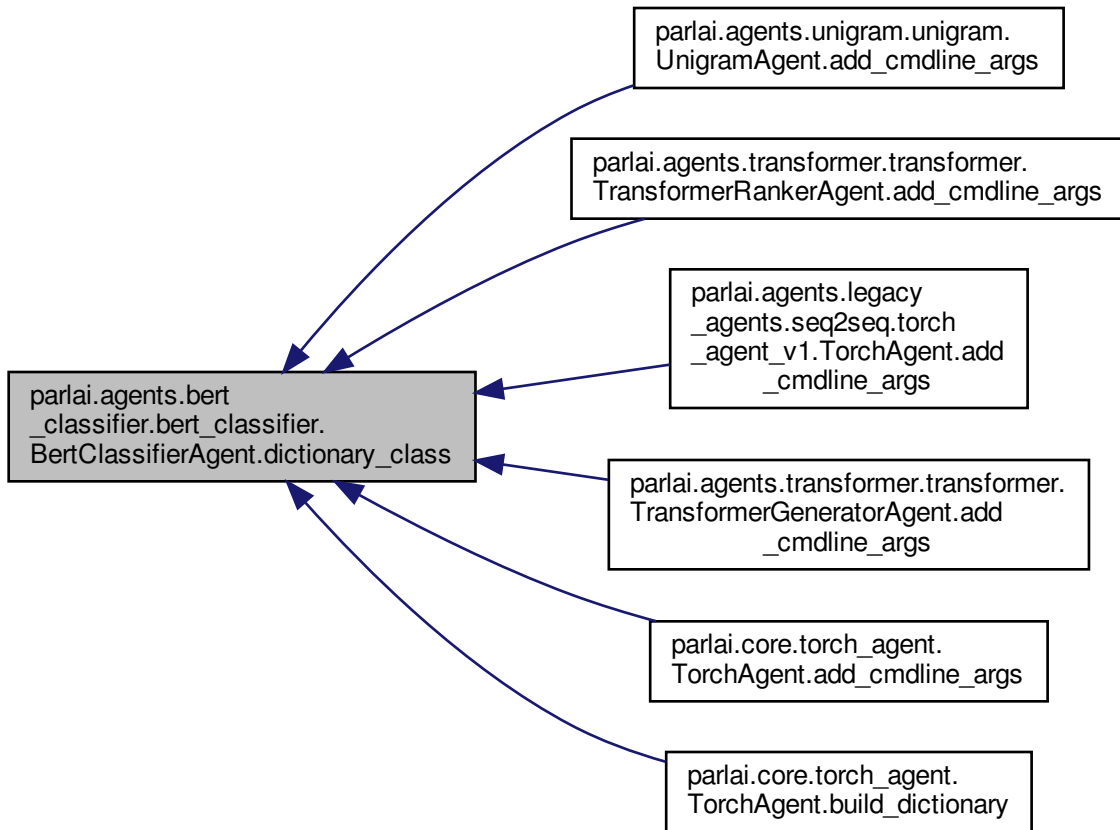 parlai.agents.unigram.unigram.
UnigramAgent.add_cmdline_args
parlai.agents.transformer.transformer.
TransformerRankerAgent.add_cmdline_args
parlai.agents.legacy
_agents.seq2seq.torch
_agent_v1.TorchAgent.add
_cmdline_args
parlai.agents.bert
_classifier.bert_classifier.
BertClassifierAgent.dictionary_class
parlai.agents.transformer.transformer.
TransformerGeneratorAgent.add
_cmdline_args
parlai.core.torch_agent.
TorchAgent.add_cmdline_args
parlai.core.torch_agent.
TorchAgent.build_dictionary